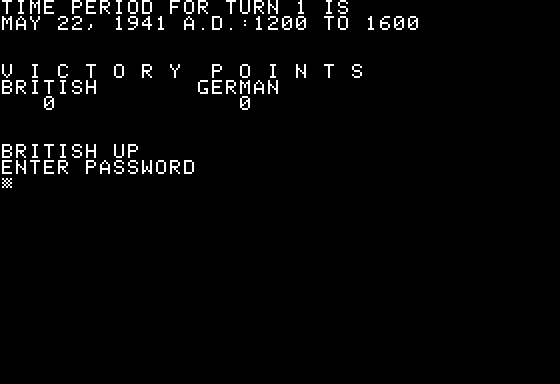 TIME PERIOD FOR TURN 1 IS
MAY 22, 1941 A.D.:1200 TO 1600
V I C T O R Y  P O I N T S
BRITISH GERMAN
0 0
BRITISH UP
ENTER PASSWORD